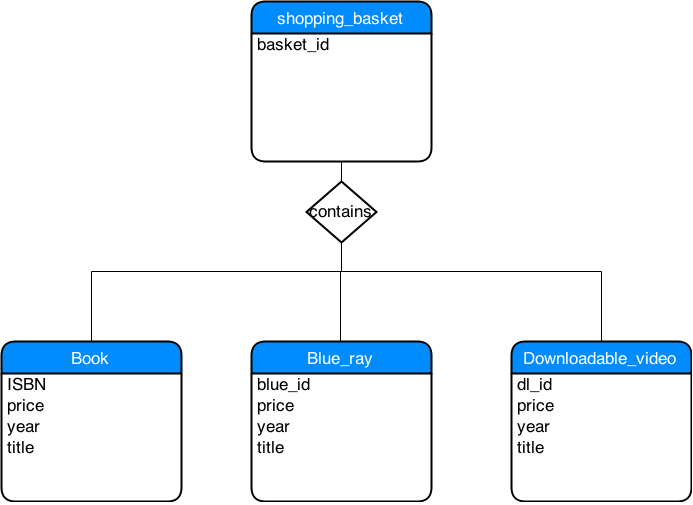 shopping_basket
basket_id
contains
Book
ISBN
price
year
title
Blue_ray
blue_id
price
year
title
Downloadable_video
dl_id
price
year
title